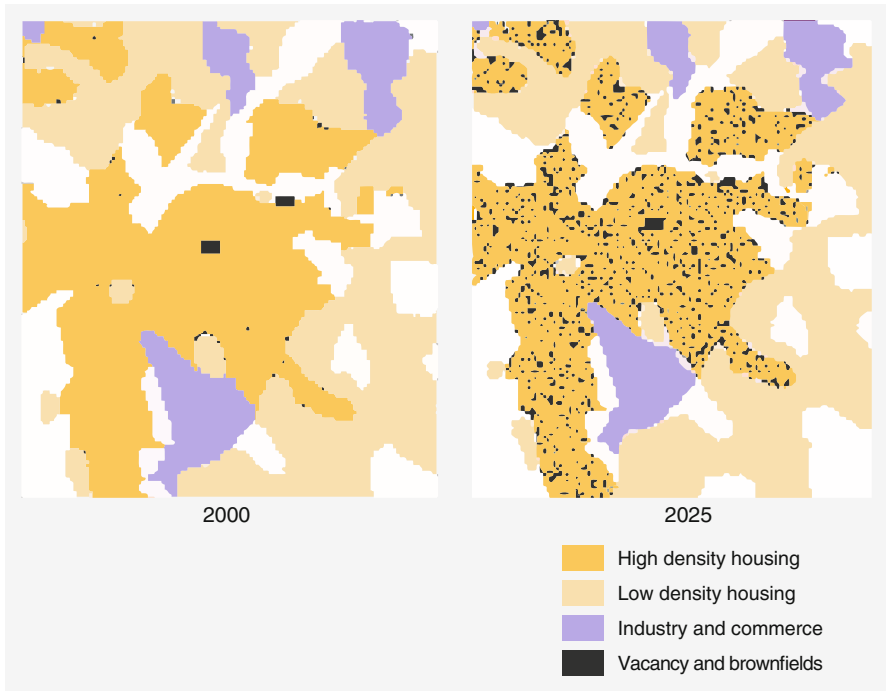 2000
2025
High density housing
Low density housing
Industry and commerce
Vacancy and brownfields